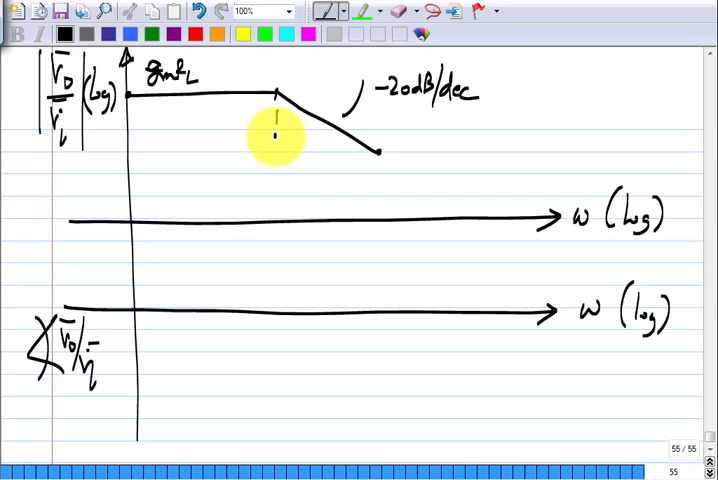 100%
B I
| V̄o / V̄i | (log)
gmRL
-20dB/dec
ω (log)
ω (log)
∠ V̄o/V̄i
55 / 55
55